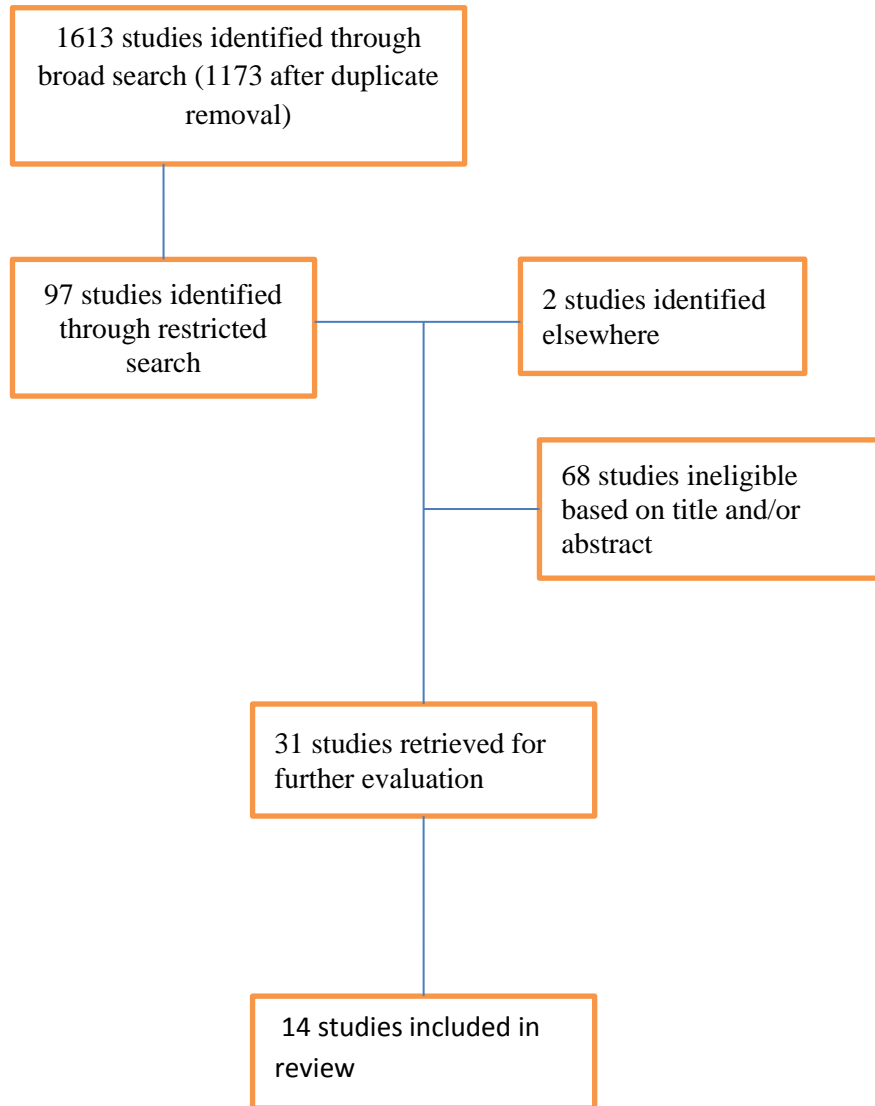 1613 studies identified through
broad search (1173 after duplicate
removal)
97 studies identified
through restricted
search
2 studies identified
elsewhere
68 studies ineligible
based on title and/or
abstract
31 studies retrieved for
further evaluation
14 studies included in
review